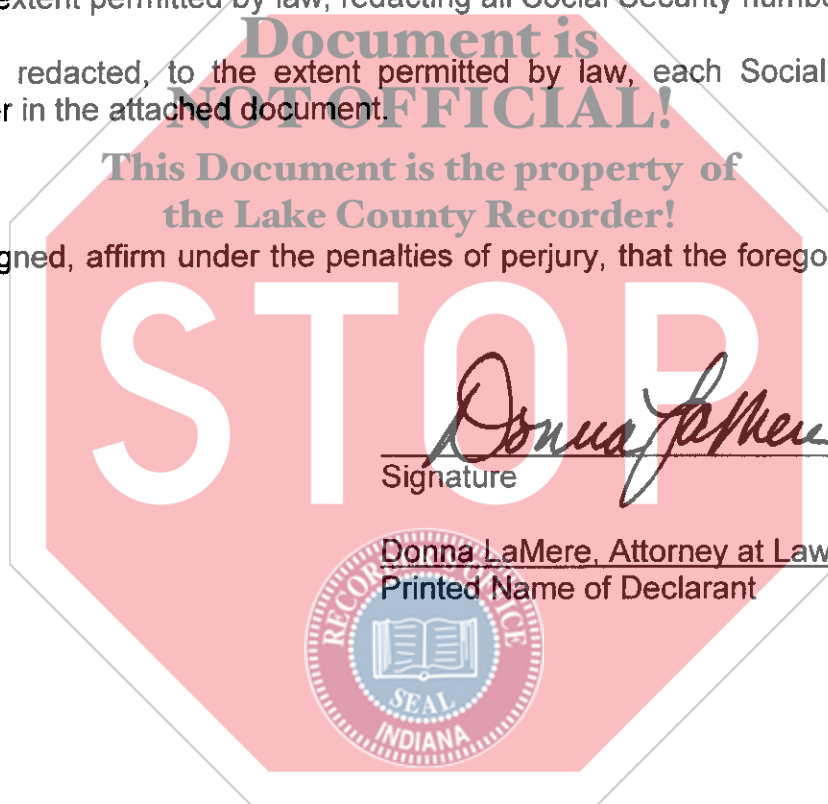 extent permitted by law, redacting all Social Security numbe
Document is
redacted, to the extent permitted by law, each Social
r in the attached document.
NOT OFFICIAL!
This Document is the property of
the Lake County Recorder!
gned, affirm under the penalties of perjury, that the forego
STOP
Donna LaMere
Signature
Donna LaMere, Attorney at Law
Printed Name of Declarant
RECORDER'S OFFICE
SEAL
INDIANA